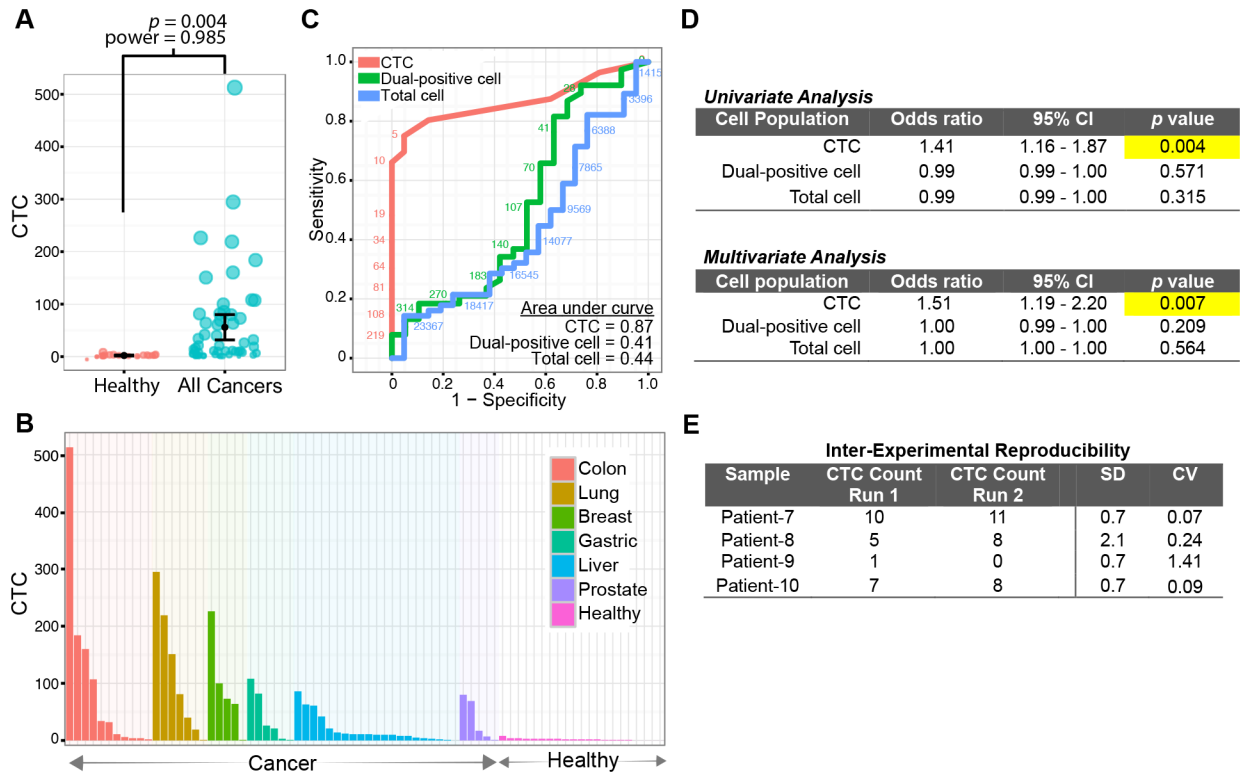 A
p = 0.004
power = 0.985
CTC
500
400
300
200
100
0
Healthy
All Cancers
C
Sensitivity
1.0
0.8
0.6
0.4
0.2
0
CTC
Dual-positive cell
Total cell
5
10
19
34
64
81
108
219
314
270
183
140
107
70
41
26
9
1415
3396
6388
7865
9569
14077
16545
18417
23367
Area under curve
CTC = 0.87
Dual-positive cell = 0.41
Total cell = 0.44
0
0.2
0.4
0.6
0.8
1.0
1 − Specificity
D
Univariate Analysis
Cell Population Odds ratio 95% CI p value
CTC 1.41 1.16 - 1.87 0.004
Dual-positive cell 0.99 0.99 - 1.00 0.571
Total cell 0.99 0.99 - 1.00 0.315
Multivariate Analysis
Cell population Odds ratio 95% CI p value
CTC 1.51 1.19 - 2.20 0.007
Dual-positive cell 1.00 0.99 - 1.00 0.209
Total cell 1.00 1.00 - 1.00 0.564
B
CTC
500
400
300
200
100
0
Colon
Lung
Breast
Gastric
Liver
Prostate
Healthy
Cancer
Healthy
E
Inter-Experimental Reproducibility
Sample CTC Count Run 1 CTC Count Run 2 SD CV
Patient-7 10 11 0.7 0.07
Patient-8 5 8 2.1 0.24
Patient-9 1 0 0.7 1.41
Patient-10 7 8 0.7 0.09